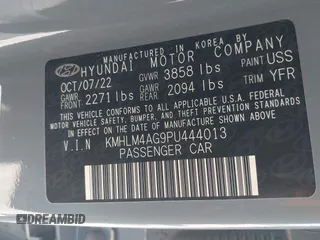 MANUFACTURED IN KOREA BY
HYUNDAI MOTOR COMPANY
OCT/07/22 GVWR 3858 lbs PAINT USS
GAWR FRONT 2271 lbs GAWR REAR 2094 lbs TRIM YFR
THIS VEHICLE CONFORMS TO ALL APPLICABLE
FEDERAL MOTOR VEHICLE SAFETY, BUMPER,
AND THEFT PREVENTION STANDARDS IN EFFECT
ON THE DATE OF MANUFACTURE SHOWN ABOVE
V.I.N KMHLM4AG9PU444013
PASSENGER CAR
DREAMBID